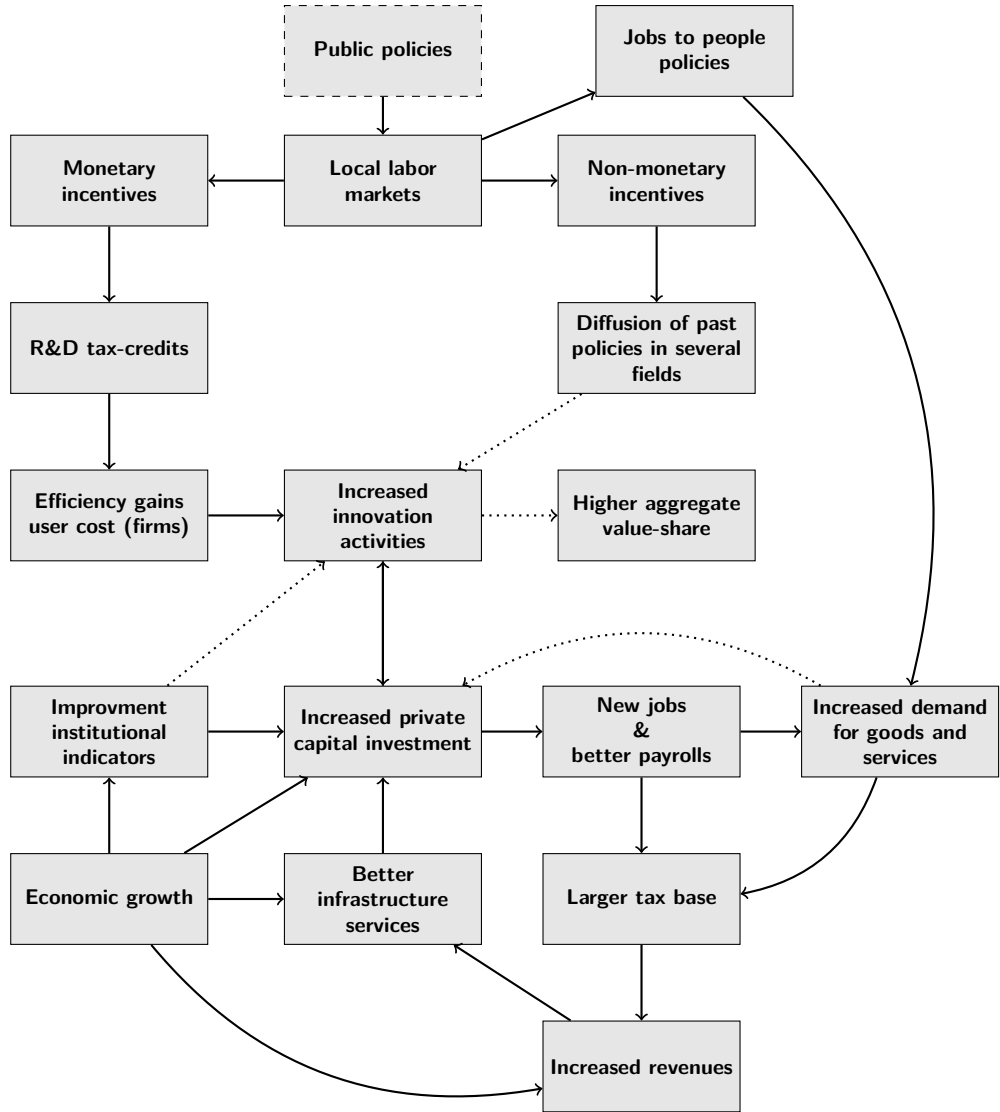 Public policies
Jobs to people
policies
Monetary
incentives
Local labor
markets
Non-monetary
incentives
R&D tax-credits
Diffusion of past
policies in several
fields
Efficiency gains
user cost (firms)
Increased
innovation
activities
Higher aggregate
value-share
Improvment
institutional
indicators
Increased private
capital investment
New jobs
&
better payrolls
Increased demand
for goods and
services
Economic growth
Better
infrastructure
services
Larger tax base
Increased revenues